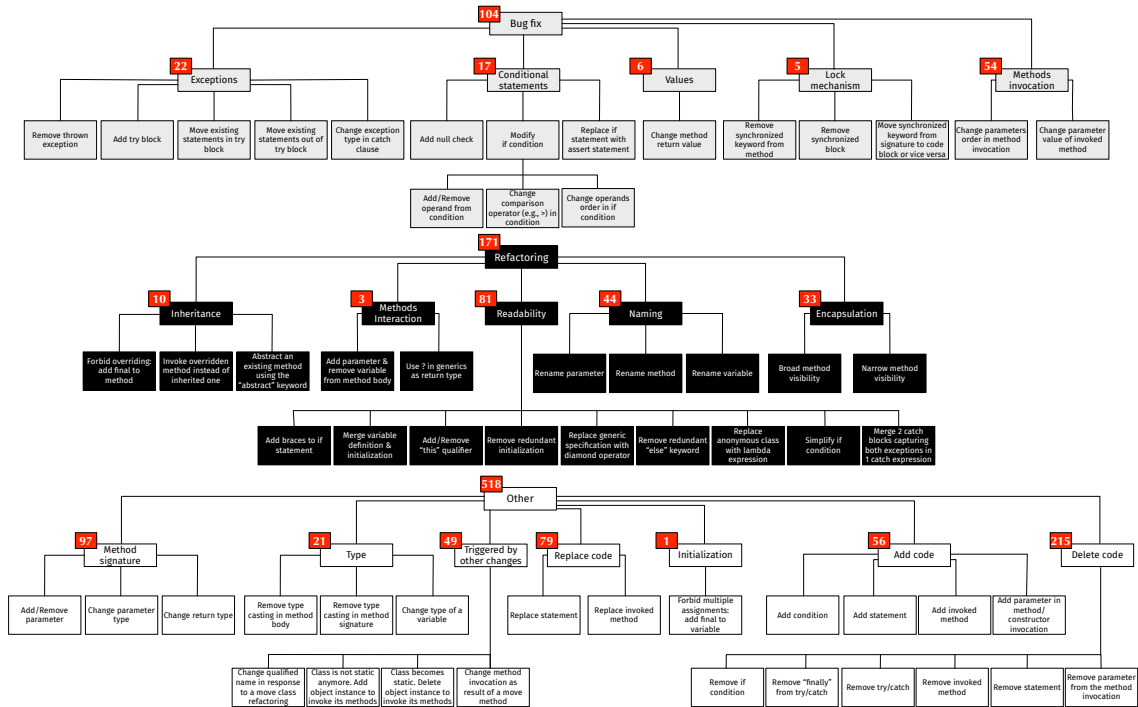 104
Bug fix
22
Exceptions
17
Conditional
statements
6
Values
5
Lock
mechanism
54
Methods
invocation
Remove thrown
exception
Add try block
Move existing
statements in try
block
Move existing
statements out of
try block
Change exception
type in catch
clause
Add null check
Modify
if condition
Replace if
statement with
assert statement
Change method
return value
Remove
synchronized
keyword from
method
Remove
synchronized
block
Move synchronized
keyword from
signature to code
block or vice versa
Change parameters
order in method
invocation
Change parameter
value of invoked
method
Add/Remove
operand from
condition
Change
comparison
operator (e.g., >) in
condition
Change operands
order in if
condition
171
Refactoring
10
Inheritance
3
Methods
Interaction
81
Readability
44
Naming
33
Encapsulation
Forbid overriding:
add final to
method
Invoke overridden
method instead of
inherited one
Abstract an
existing method
using the
"abstract" keyword
Add parameter &
remove variable
from method body
Use ? in generics
as return type
Rename parameter
Rename method
Rename variable
Broad method
visibility
Narrow method
visibility
Add braces to if
statement
Merge variable
definition &
initialization
Add/Remove
"this" qualifier
Remove redundant
initialization
Replace generic
specification with
diamond operator
Remove redundant
"else" keyword
Replace
anonymous class
with lambda
expression
Simplify if
condition
Merge 2 catch
blocks capturing
both exceptions in
1 catch expression
518
Other
97
Method
signature
21
Type
49
Triggered by
other changes
79
Replace code
1
Initialization
56
Add code
215
Delete code
Add/Remove
parameter
Change parameter
type
Change return type
Remove type
casting in method
body
Remove type
casting in method
signature
Change type of a
variable
Replace statement
Replace invoked
method
Forbid multiple
assignments:
add final to
variable
Add condition
Add statement
Add invoked
method
Add parameter in
method/
constructor
invocation
Change qualified
name in response
to a move class
refactoring
Class is not static
anymore. Add
object instance to
invoke its methods
Class becomes
static. Delete
object instance to
invoke its methods
Change method
invocation as
result of a move
method
Remove if
condition
Remove "finally"
from try/catch
Remove try/catch
Remove invoked
method
Remove statement
Remove parameter
from the method
invocation